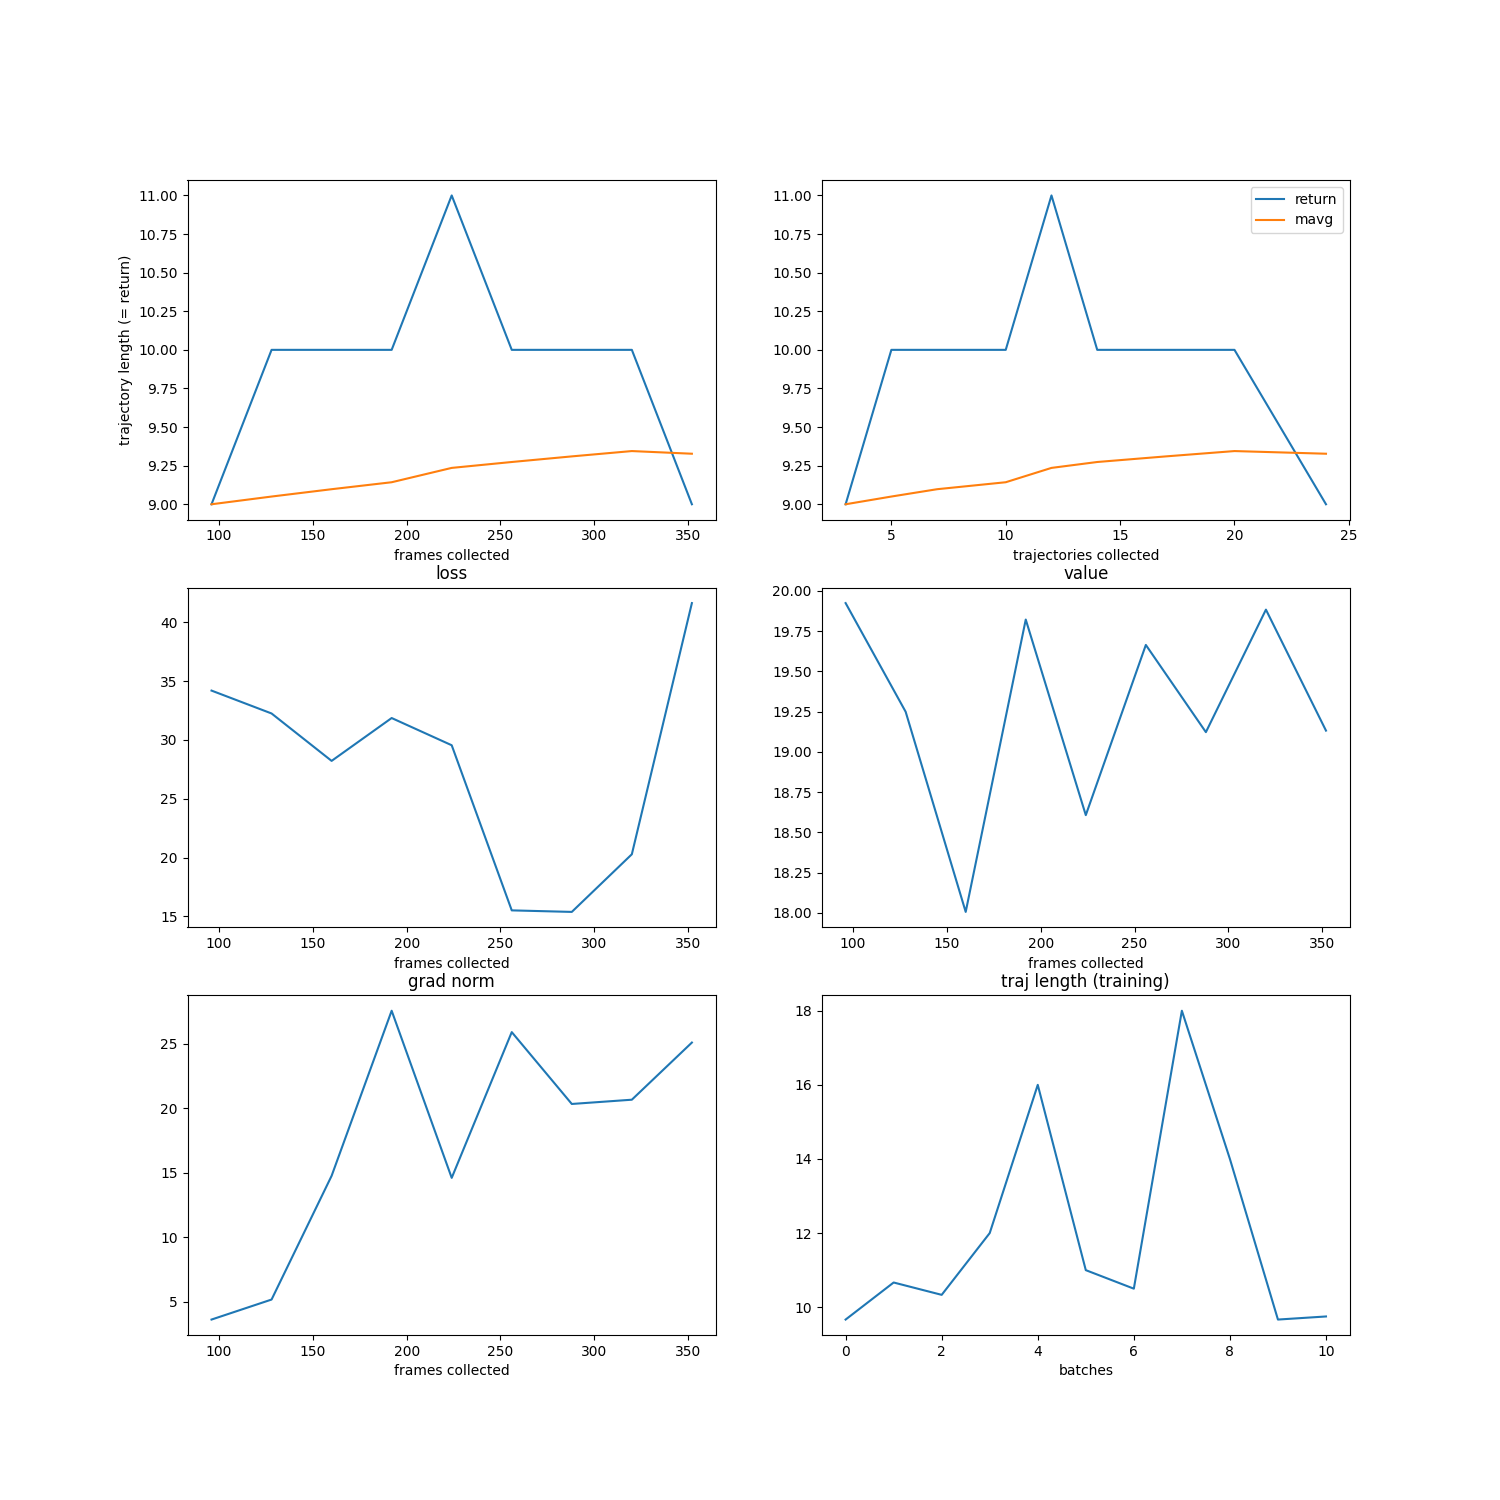 11.00
10.75
10.50
10.25
10.00
9.75
9.50
9.25
9.00
trajectory length (= return)
100 150 200 250 300 350
frames collected
return
mavg
11.00
10.75
10.50
10.25
10.00
9.75
9.50
9.25
9.00
5 10 15 20 25
trajectories collected
loss
40
35
30
25
20
15
100 150 200 250 300 350
frames collected
value
20.00
19.75
19.50
19.25
19.00
18.75
18.50
18.25
18.00
100 150 200 250 300 350
frames collected
grad norm
25
20
15
10
5
100 150 200 250 300 350
frames collected
traj length (training)
18
16
14
12
10
0 2 4 6 8 10
batches